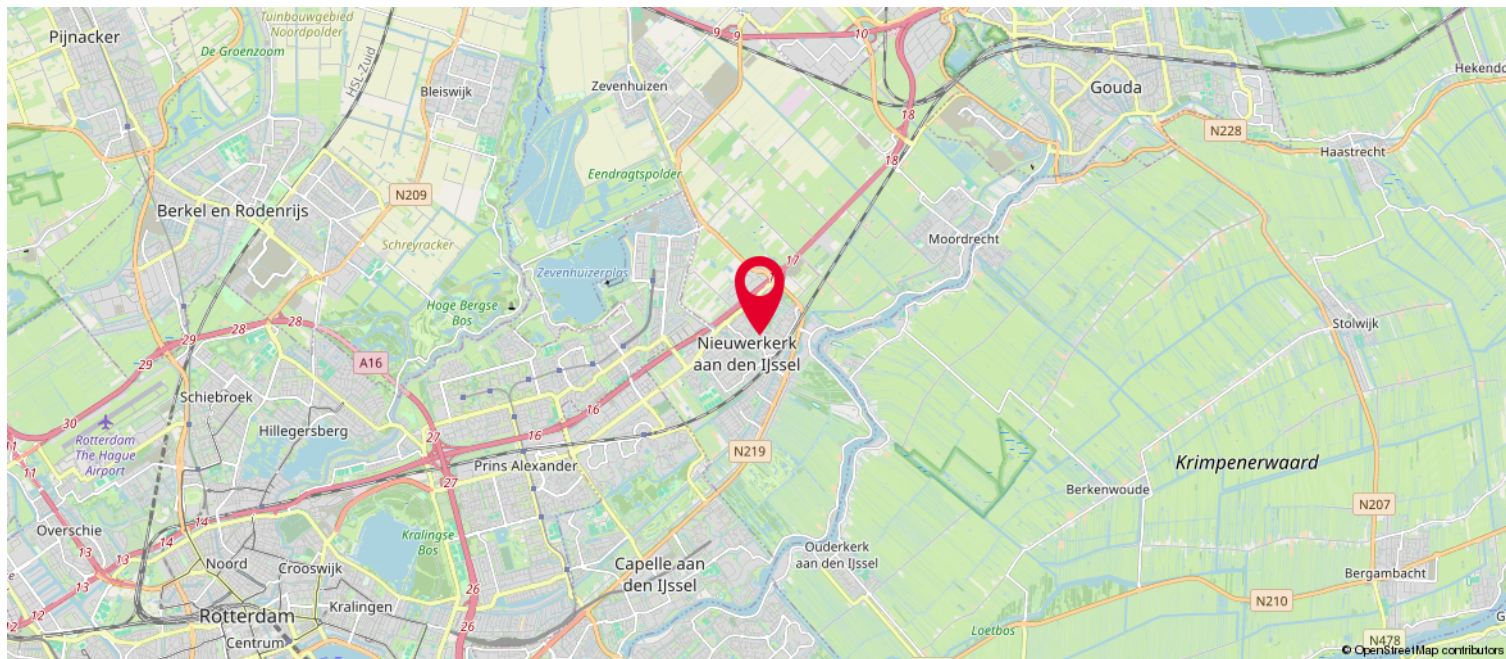 Pijnacker
Tuinbouwgebied
Noordpolder
De Groenzoom
HSL-Zuid
Bleiswijk
Zevenhuizen
9
9
10
Gouda
Hekendo
18
N228
Haastrecht
18
Eendragtspolder
N209
Berkel en Rodenrijs
Schreyracker
Moordrecht
Zevenhuizerplas
17
Hoge Bergse
Bos
28
28
29
29
A16
Nieuwerkerk
aan den IJssel
Stolwijk
Schiebroek
16
16
30
Rotterdam
The Hague
Airport
Hillegersberg
27
27
11
11
N219
Prins Alexander
Krimpenerwaard
Berkenwoude
N207
Overschie
14
13
13
Kralingse
Bos
Noord
Crooswijk
Capelle aan
den IJssel
Ouderkerk
aan den IJssel
Bergambacht
26
26
12
12
Kralingen
Rotterdam
Centrum
N210
Loetbos
N478
© OpenStreetMap contributors